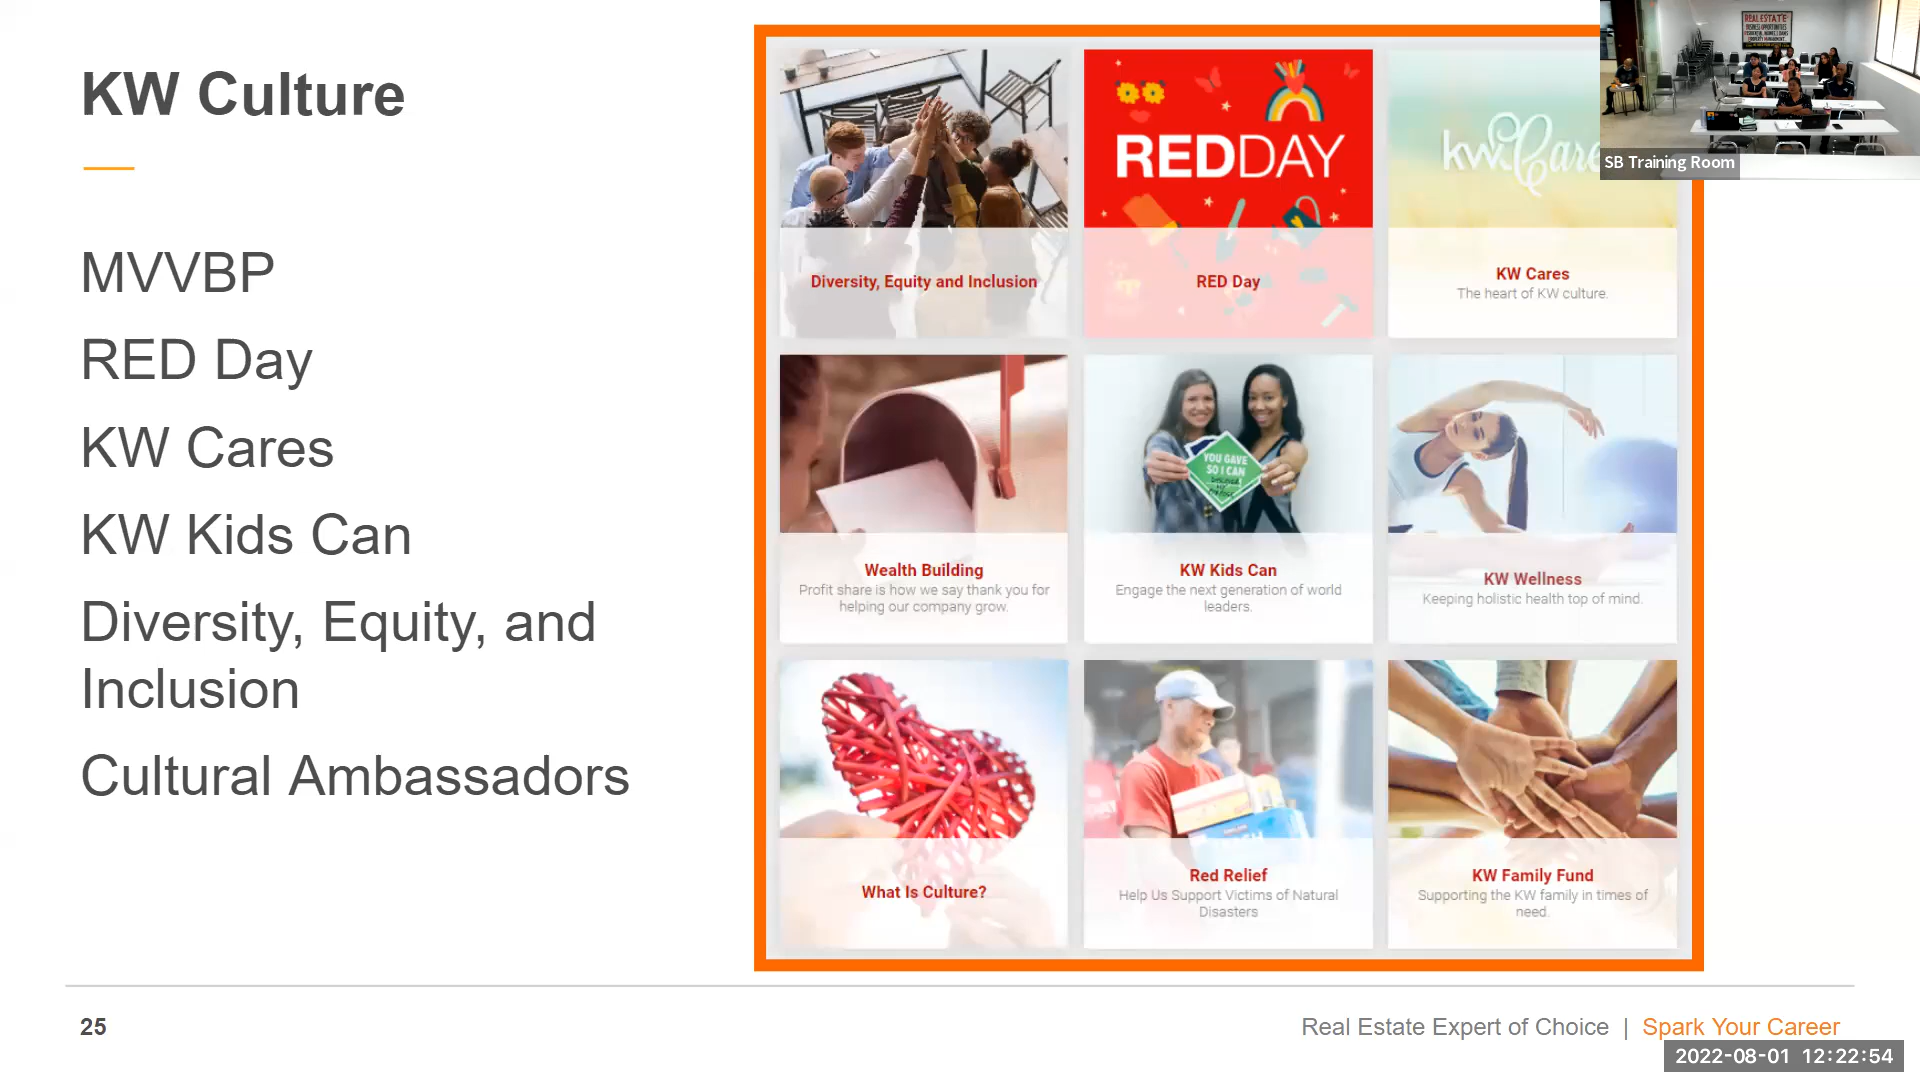 KW Culture
MVVBP
RED Day
KW Cares
KW Kids Can
Diversity, Equity, and
Inclusion
Cultural Ambassadors
Diversity, Equity and Inclusion
REDDAY
RED Day
kw Care
KW Cares
The heart of KW culture.
Wealth Building
Profit share is how we say thank you for
helping our company grow.
YOU GAVE
SO I CAN
KW Kids Can
Engage the next generation of world
leaders.
KW Wellness
Keeping holistic health top of mind.
What Is Culture?
Red Relief
Help Us Support Victims of Natural
Disasters
KW Family Fund
Supporting the KW family in times of
need.
REAL ESTATE
SB Training Room
25
Real Estate Expert of Choice | Spark Your Career
2022-08-01 12:22:54